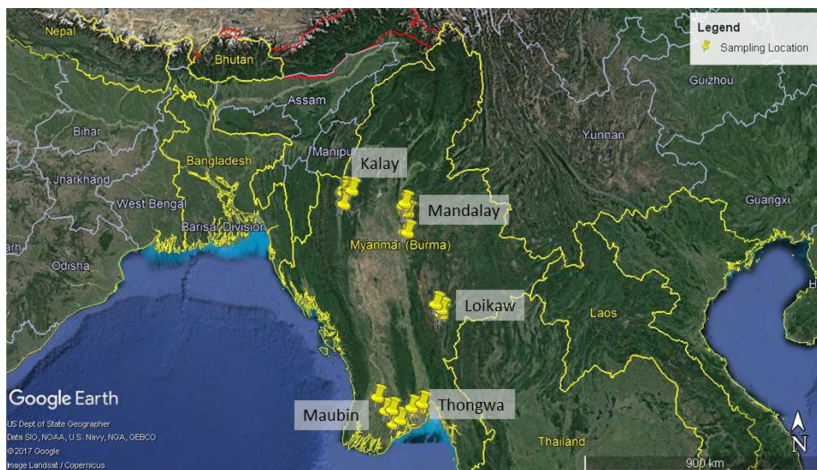 Legend
Sampling Location
Nepal
Bhutan
Guizhou
Assam
Bihar
Yunnan
Manipur
Bangladesh
Kalay
Jharkhand
West Bengal
Mandalay
Guangxi
Barisar Division
Myanmar (Burma)
Odisha
Loikaw
Laos
Google Earth
Maubin
Thongwa
US Dept of State Geographer
Data SIO, NOAA, U.S. Navy, NGA, GEBCO
©2017 Google
Image Landsat / Copernicus
Thailand
N
900 km